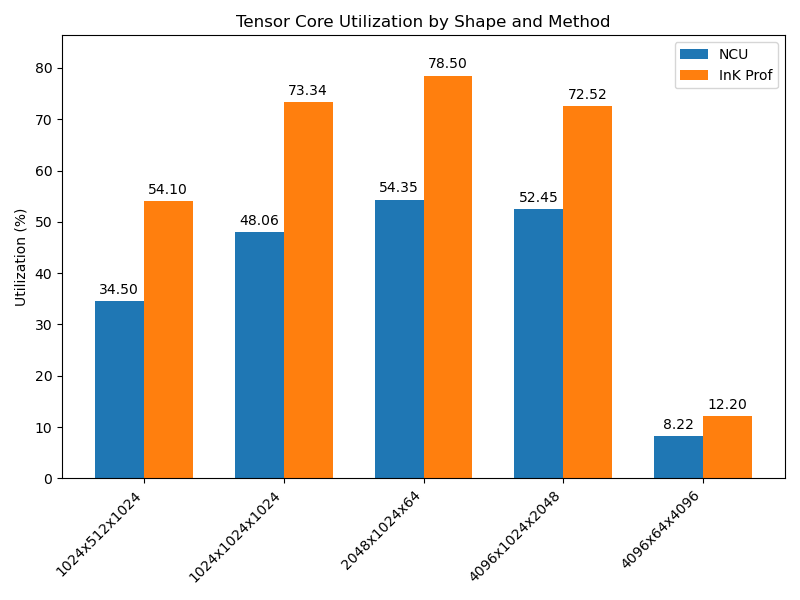 Tensor Core Utilization by Shape and Method
NCU
InK Prof
Utilization (%)
80
70
60
50
40
30
20
10
0
34.50
54.10
48.06
73.34
54.35
78.50
52.45
72.52
8.22
12.20
1024x512x1024
1024x1024x1024
2048x1024x64
4096x1024x2048
4096x64x4096